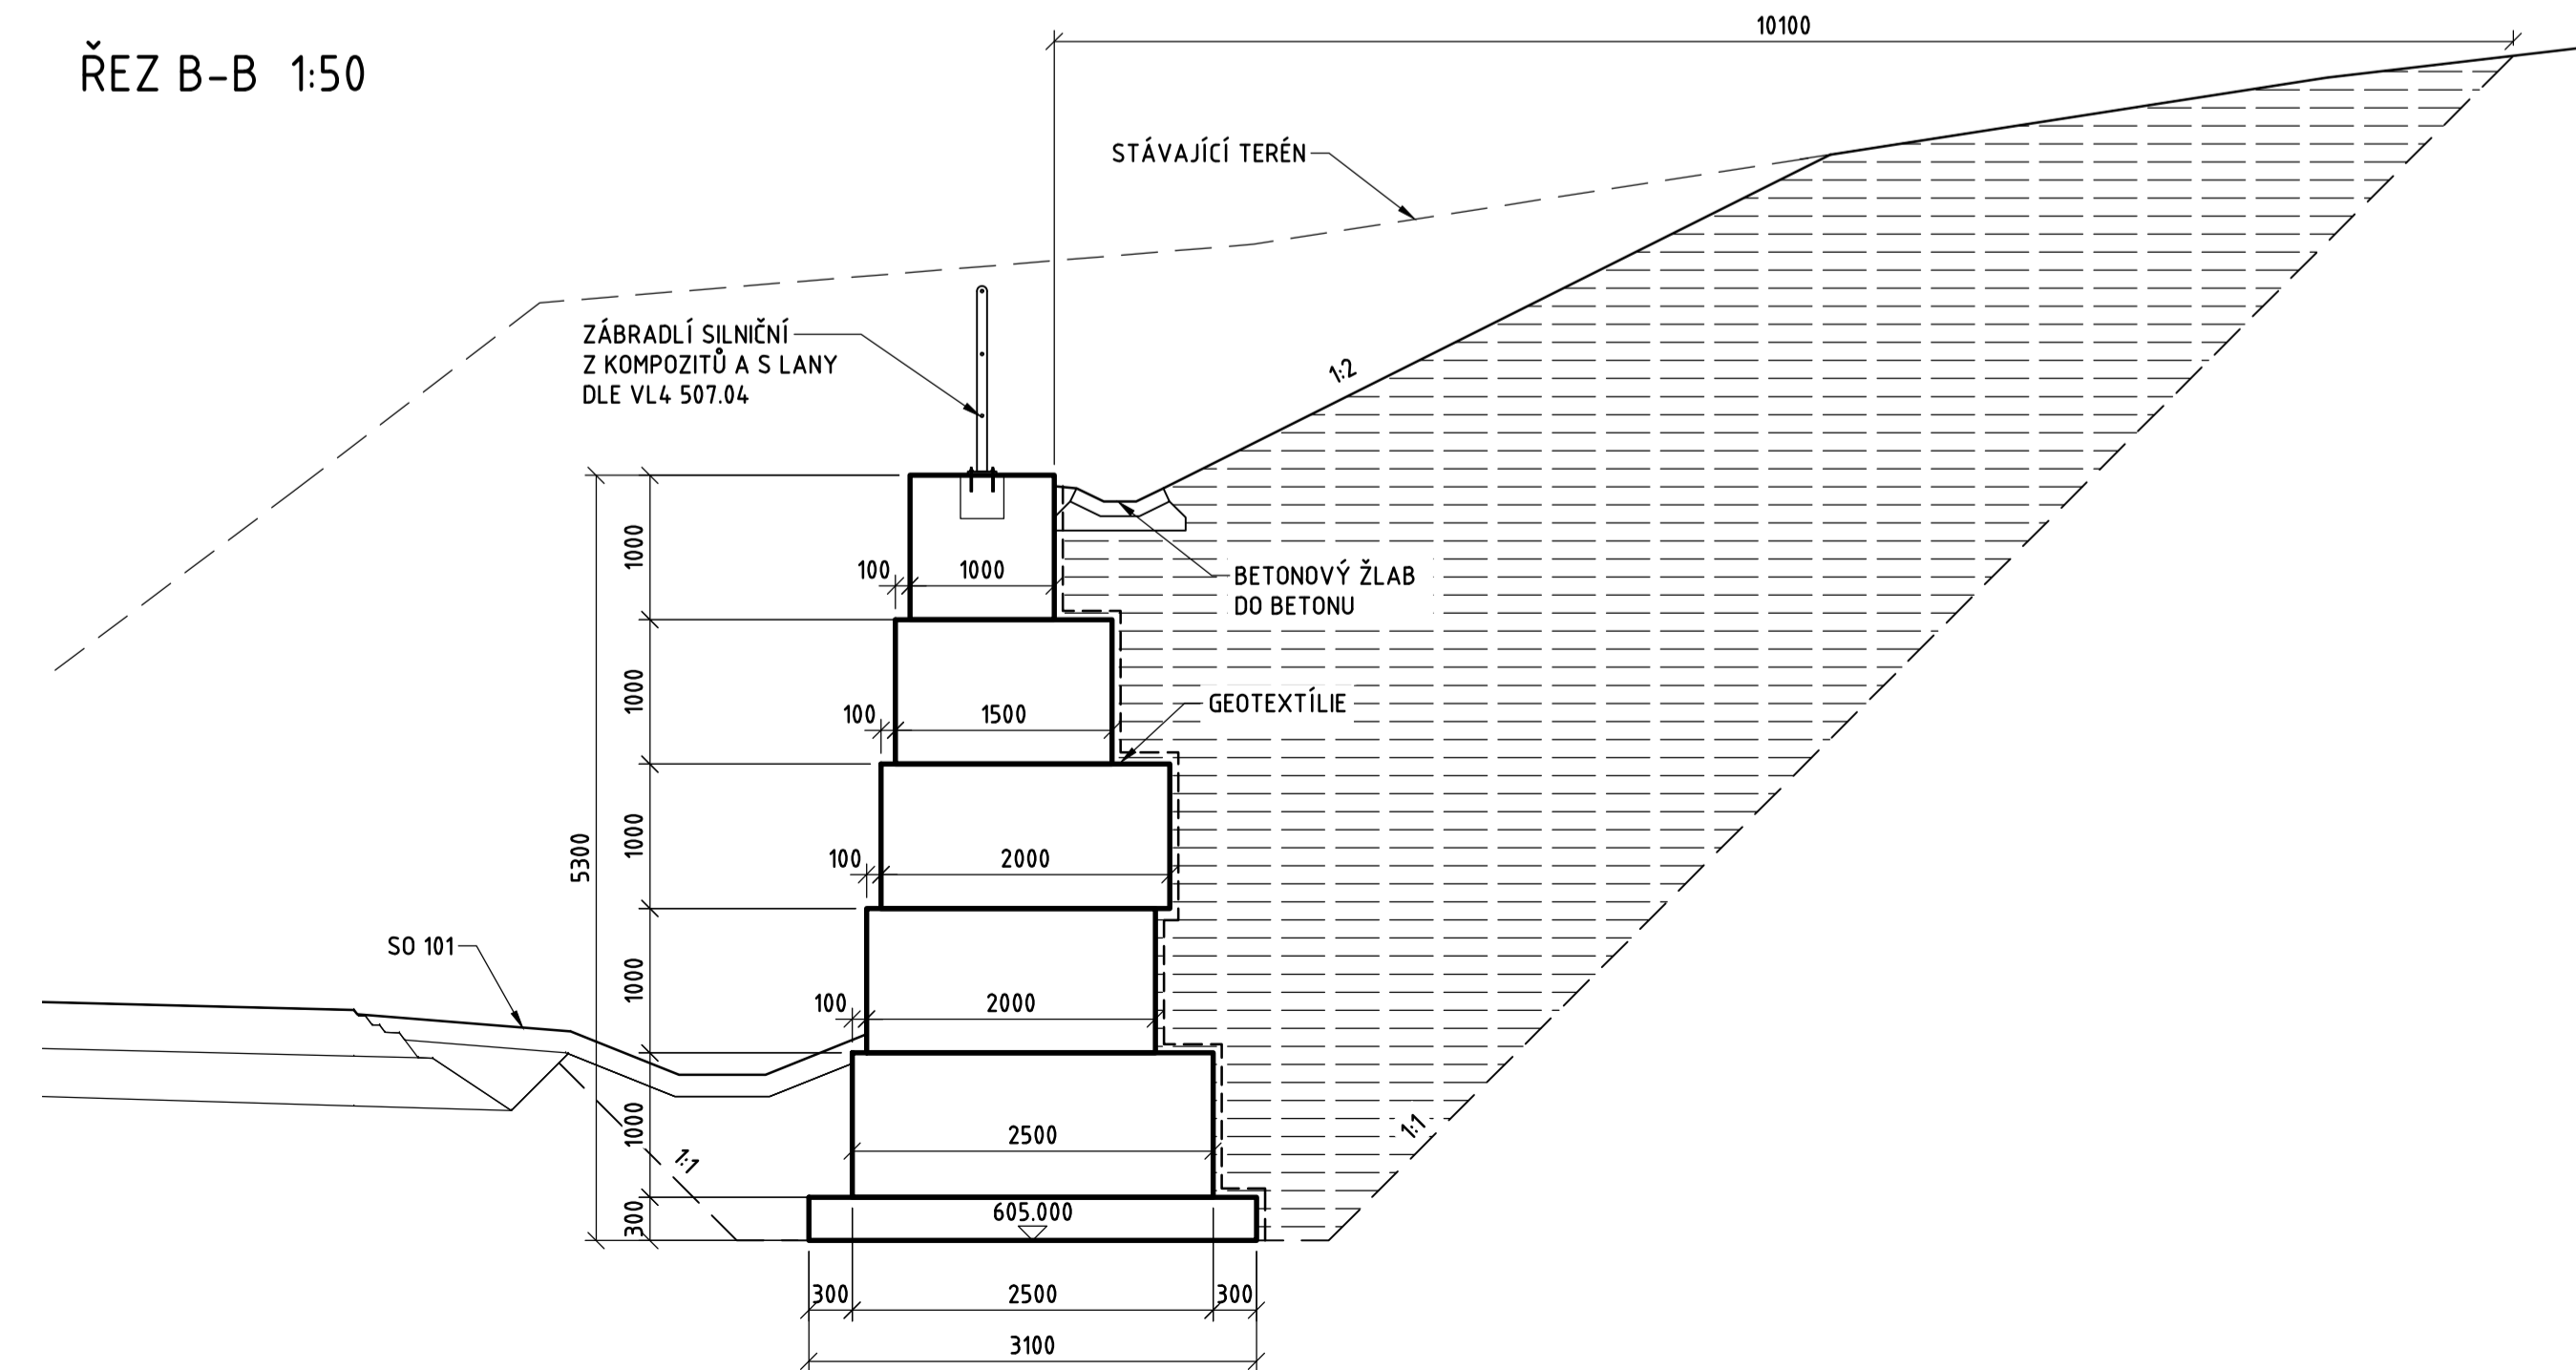 ŘEZ B-B 1:50
10100
STÁVAJÍCÍ TERÉN
ZÁBRADLÍ SILNIČNÍ
Z KOMPOZITŮ A S LANY
DLE VL4 507.04
1:2
1000
100
1000
BETONOVÝ ŽLAB
DO BETONU
1000
100
1500
GEOTEXTÍLIE
5300
1000
100
2000
SO 101
1000
100
2000
1000
2500
1:1
1:1
300
605.000
300
2500
300
3100